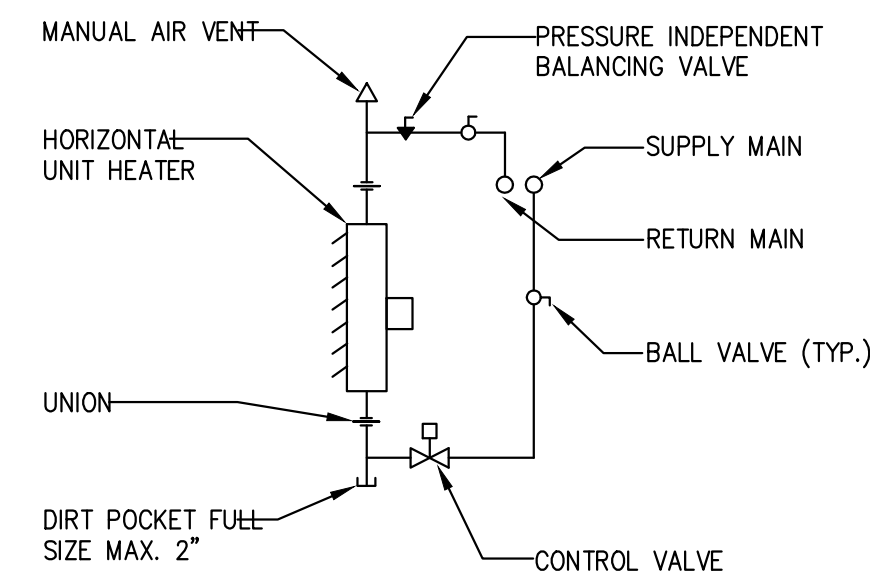 MANUAL AIR VENT
PRESSURE INDEPENDENT
BALANCING VALVE
HORIZONTAL
UNIT HEATER
SUPPLY MAIN
RETURN MAIN
BALL VALVE (TYP.)
UNION
DIRT POCKET FULL
SIZE MAX. 2"
CONTROL VALVE